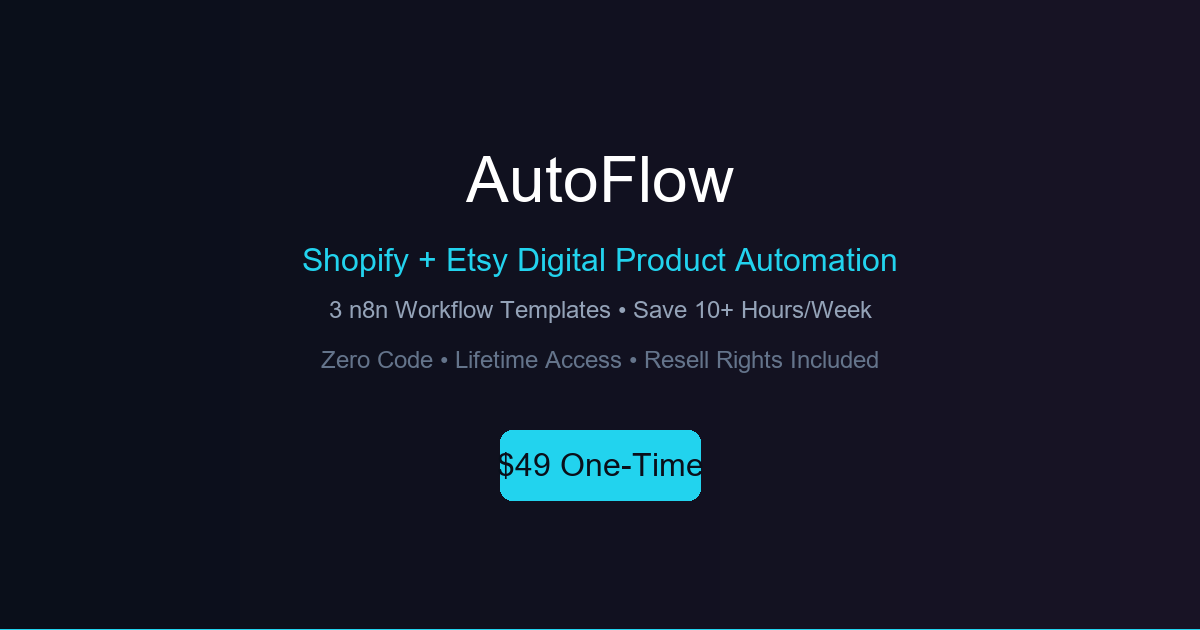 AutoFlow
Shopify + Etsy Digital Product Automation
3 n8n Workflow Templates • Save 10+ Hours/Week
Zero Code • Lifetime Access • Resell Rights Included
$49 One-Time